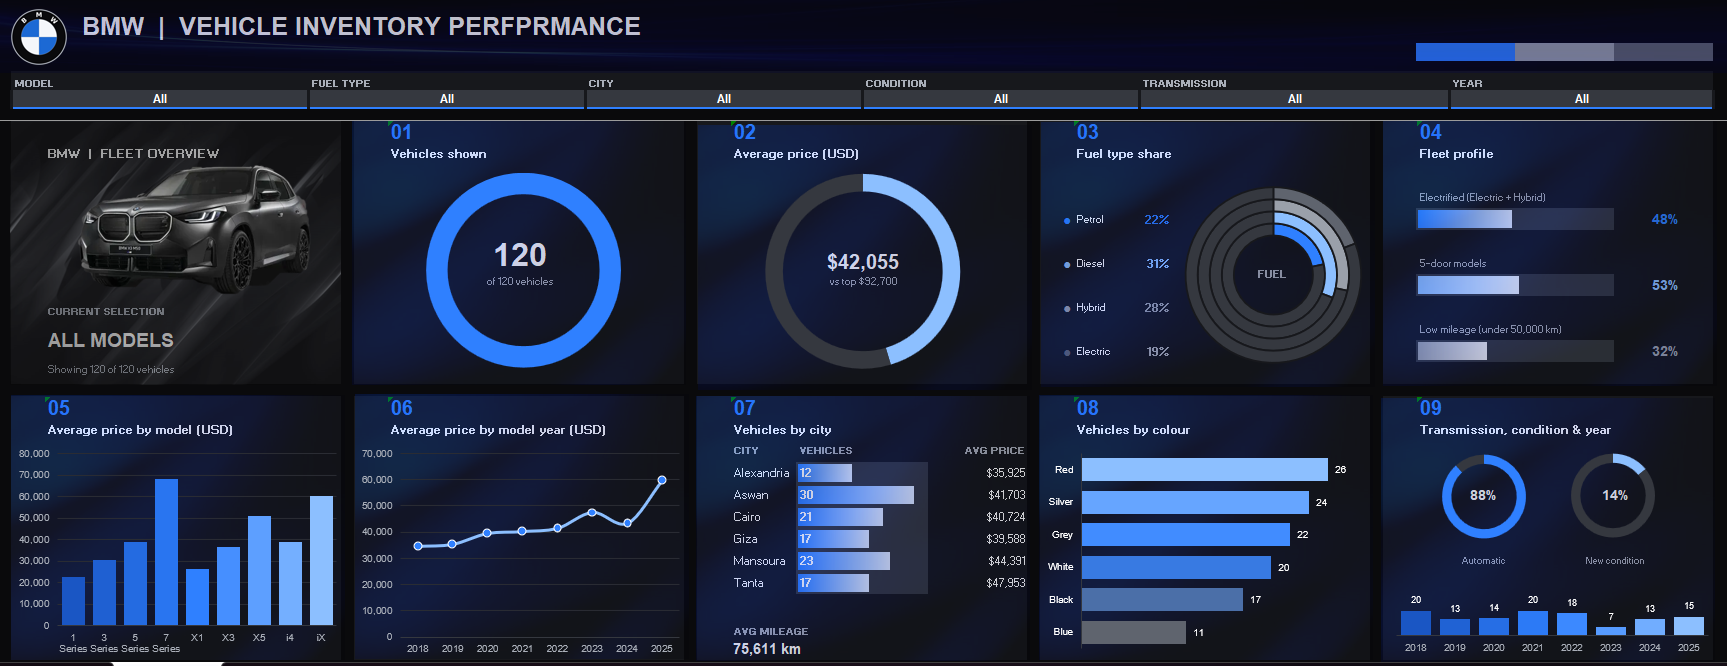 BMW
BMW | VEHICLE INVENTORY PERFPRMANCE
MODEL FUEL TYPE CITY CONDITION TRANSMISSION YEAR
All All All All All All
BMW | FLEET OVERVIEW
CURRENT SELECTION
ALL MODELS
Showing 120 of 120 vehicles
01
Vehicles shown
120
of 120 vehicles
02
Average price (USD)
$42,055
vs top $92,700
03
Fuel type share
Petrol 22%
Diesel 31%
Hybrid 28%
Electric 19%
FUEL
04
Fleet profile
Electrified (Electric + Hybrid)
48%
5-door models
53%
Low mileage (under 50,000 km)
32%
05
Average price by model (USD)
80,000
70,000
60,000
50,000
40,000
30,000
20,000
10,000
0
1 3 5 7 X1 X3 X5 i4 iX
Series Series Series Series
06
Average price by model year (USD)
70,000
60,000
50,000
40,000
30,000
20,000
10,000
0
2018 2019 2020 2021 2022 2023 2024 2025
07
Vehicles by city
CITY VEHICLES AVG PRICE
Alexandria 12 $35,925
Aswan 30 $41,703
Cairo 21 $40,724
Giza 17 $39,588
Mansoura 23 $44,391
Tanta 17 $47,953
AVG MILEAGE
75,611 km
08
Vehicles by colour
Red 26
Silver 24
Grey 22
White 20
Black 17
Blue 11
09
Transmission, condition & year
88% 14%
Automatic New condition
20 13 14 20 18 7 13 15
2018 2019 2020 2021 2022 2023 2024 2025